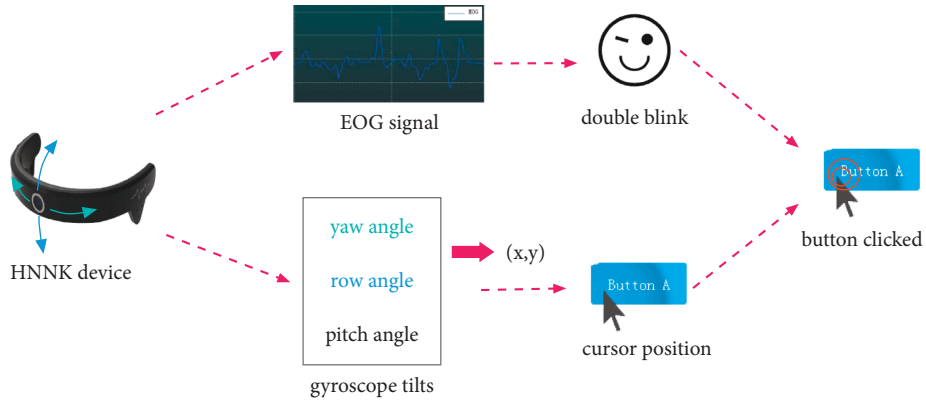 EOG
EOG signal
double blink
Button A
button clicked
HNNK device
yaw angle
row angle
pitch angle
gyroscope tilts
(x,y)
Button A
cursor position